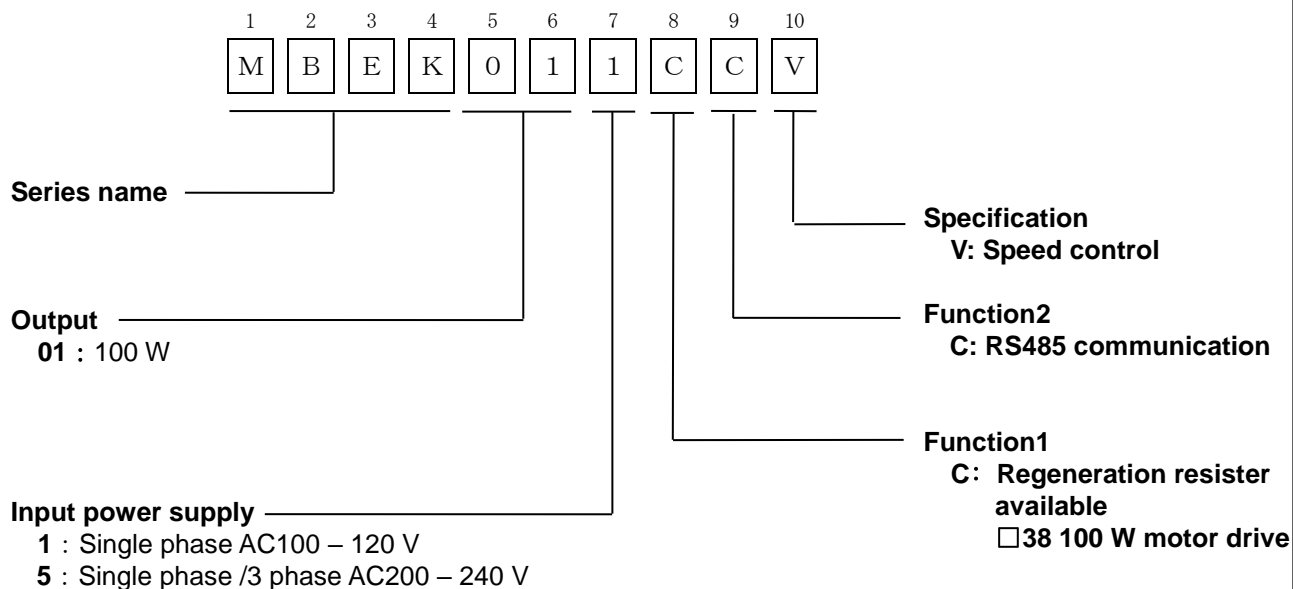 1 2 3 4 5 6 7 8 9 10
M B E K 0 1 1 C C V
Series name
Output
01：100 W
Input power supply
1：Single phase AC100 – 120 V
5：Single phase /3 phase AC200 – 240 V
Specification
V: Speed control
Function2
C: RS485 communication
Function1
C： Regeneration resister
available
□38 100 W motor drive